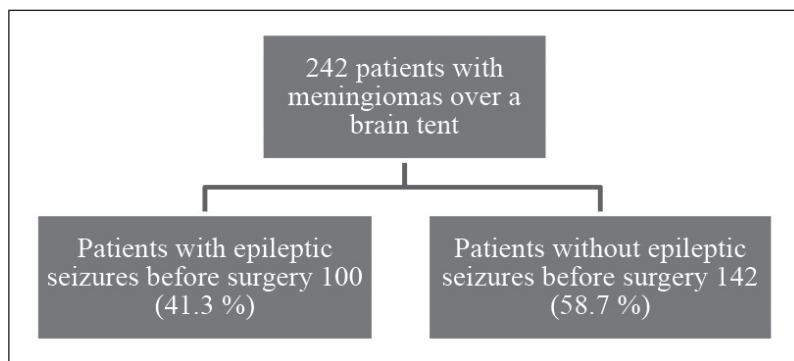 242 patients with
meningiomas over a
brain tent
Patients with epileptic
seizures before surgery 100
(41.3 %)
Patients without epileptic
seizures before surgery 142
(58.7 %)